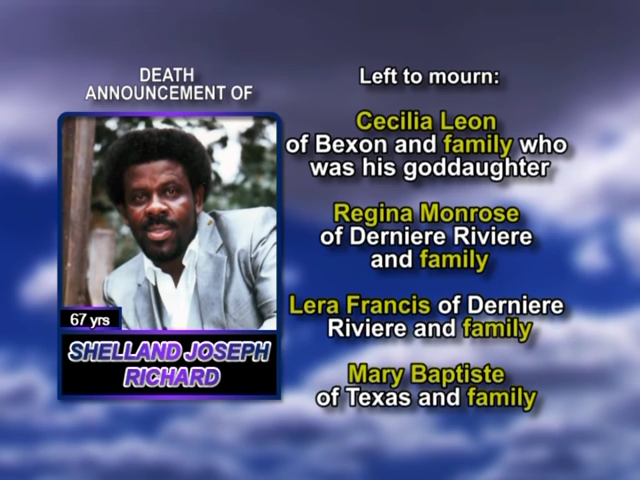 DEATH
ANNOUNCEMENT OF
67 yrs
SHELLAND JOSEPH
RICHARD
Left to mourn:
Cecilia Leon
of Bexon and family who
was his goddaughter
Regina Monrose
of Derniere Riviere
and family
Lera Francis of Derniere
Riviere and family
Mary Baptiste
of Texas and family